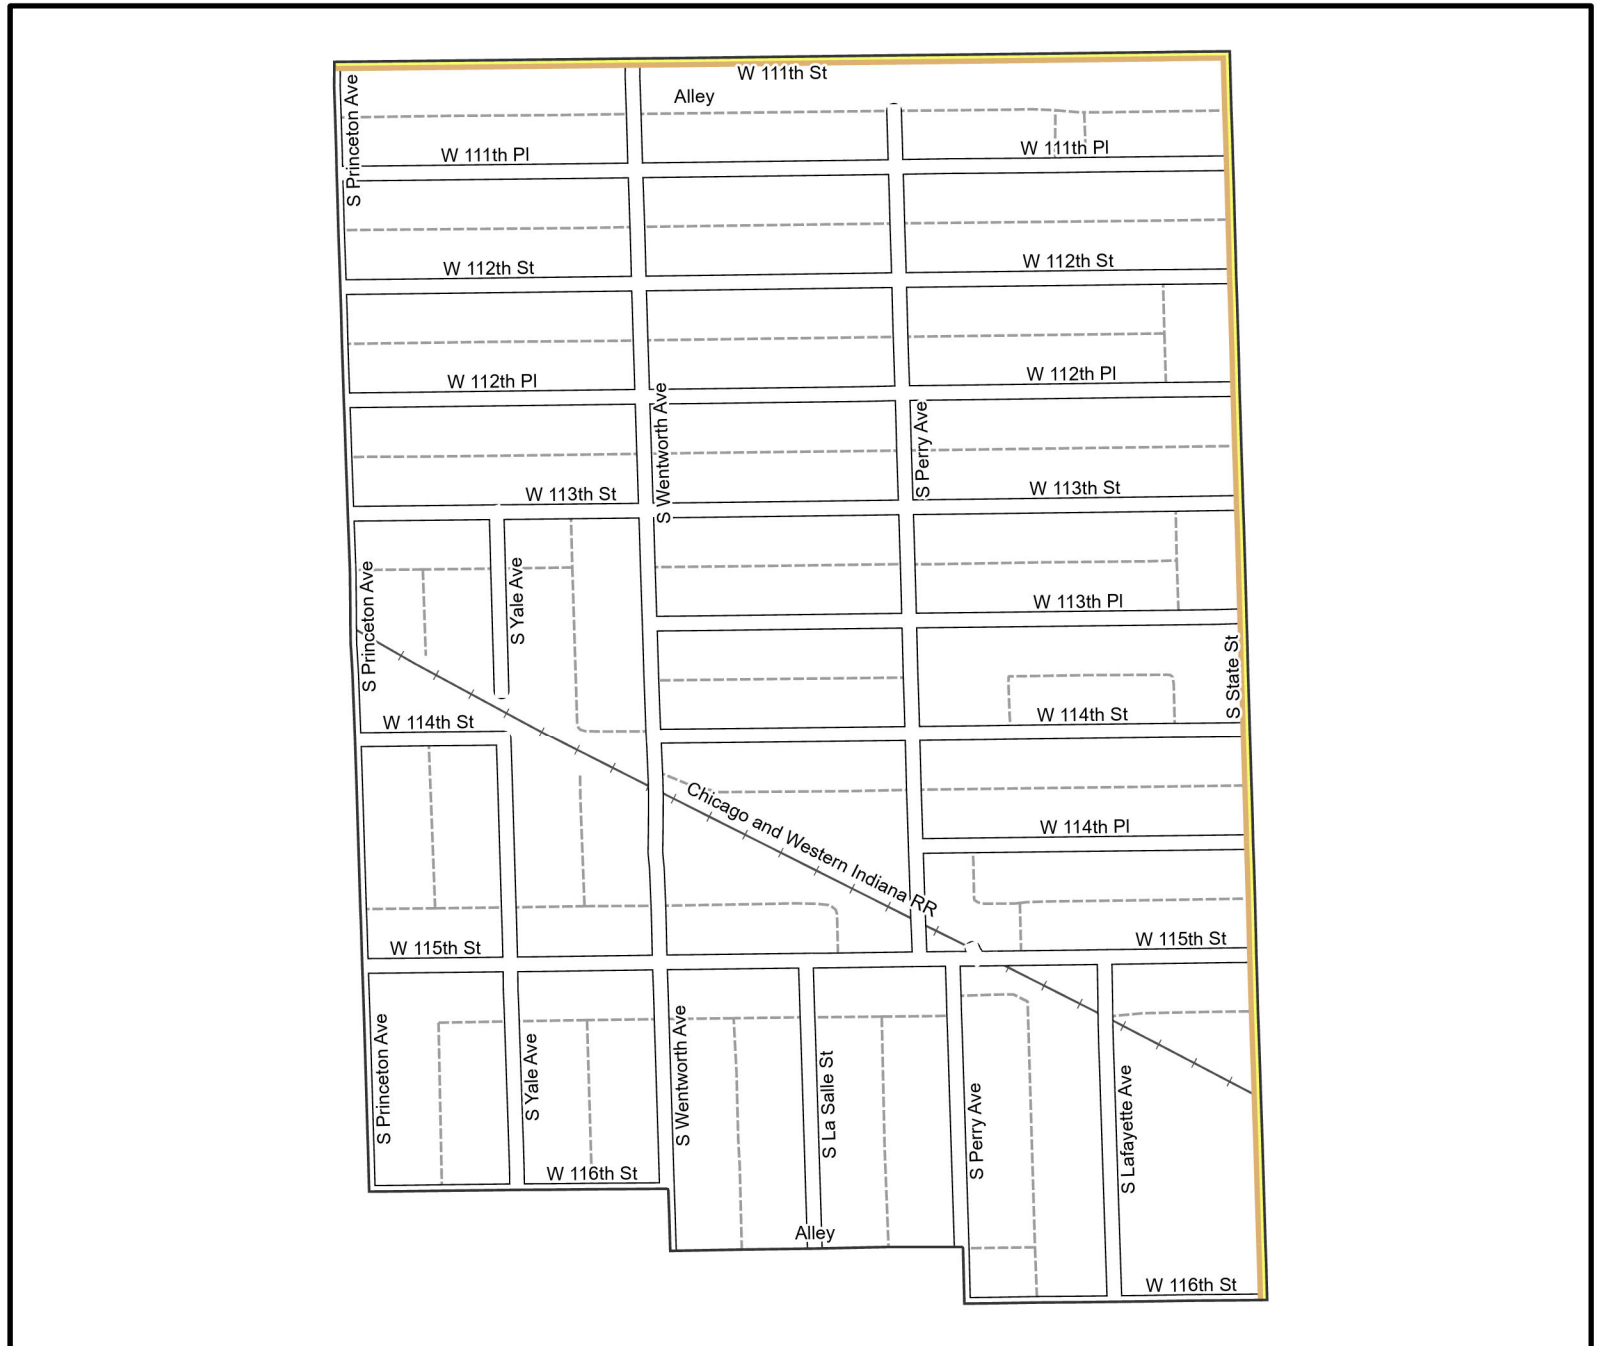 W 111th St
S Princeton Ave
Alley
W 111th Pl
W 111th Pl
W 112th St
W 112th St
W 112th Pl
W 112th Pl
S Wentworth Ave
S Perry Ave
W 113th St
W 113th St
S Princeton Ave
S Yale Ave
W 113th Pl
S State St
W 114th St
W 114th St
Chicago and Western Indiana RR
W 114th Pl
W 115th St
W 115th St
S Princeton Ave
S Yale Ave
S Wentworth Ave
S La Salle St
S Perry Ave
S Lafayette Ave
W 116th St
Alley
W 116th St